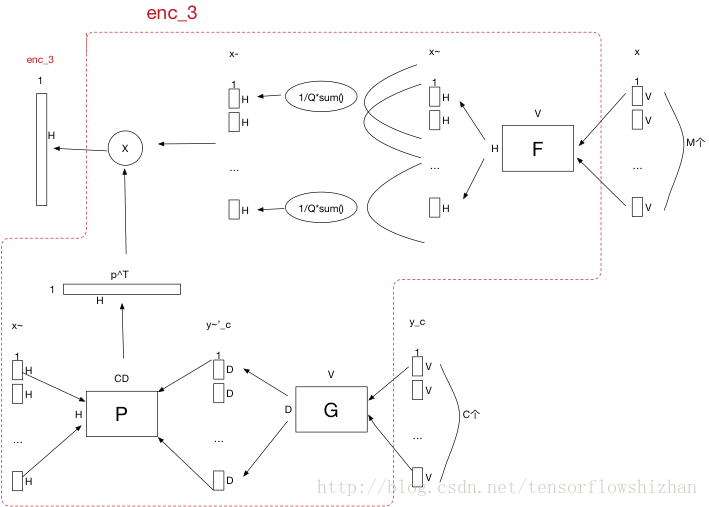 enc_3
enc_3
1
H
x-
1
H
H
...
H
1/Q*sum()
1/Q*sum()
x~
1
H
H
...
H
V
H
F
x
1
V
V
...
V
M个
X
p^T
1
H
x~
1
H
H
...
H
CD
H
P
y~'_c
1
D
D
...
D
V
D
G
y_c
1
V
V
...
V
C个
http://blog.csdn.net/tensorflowshizhan